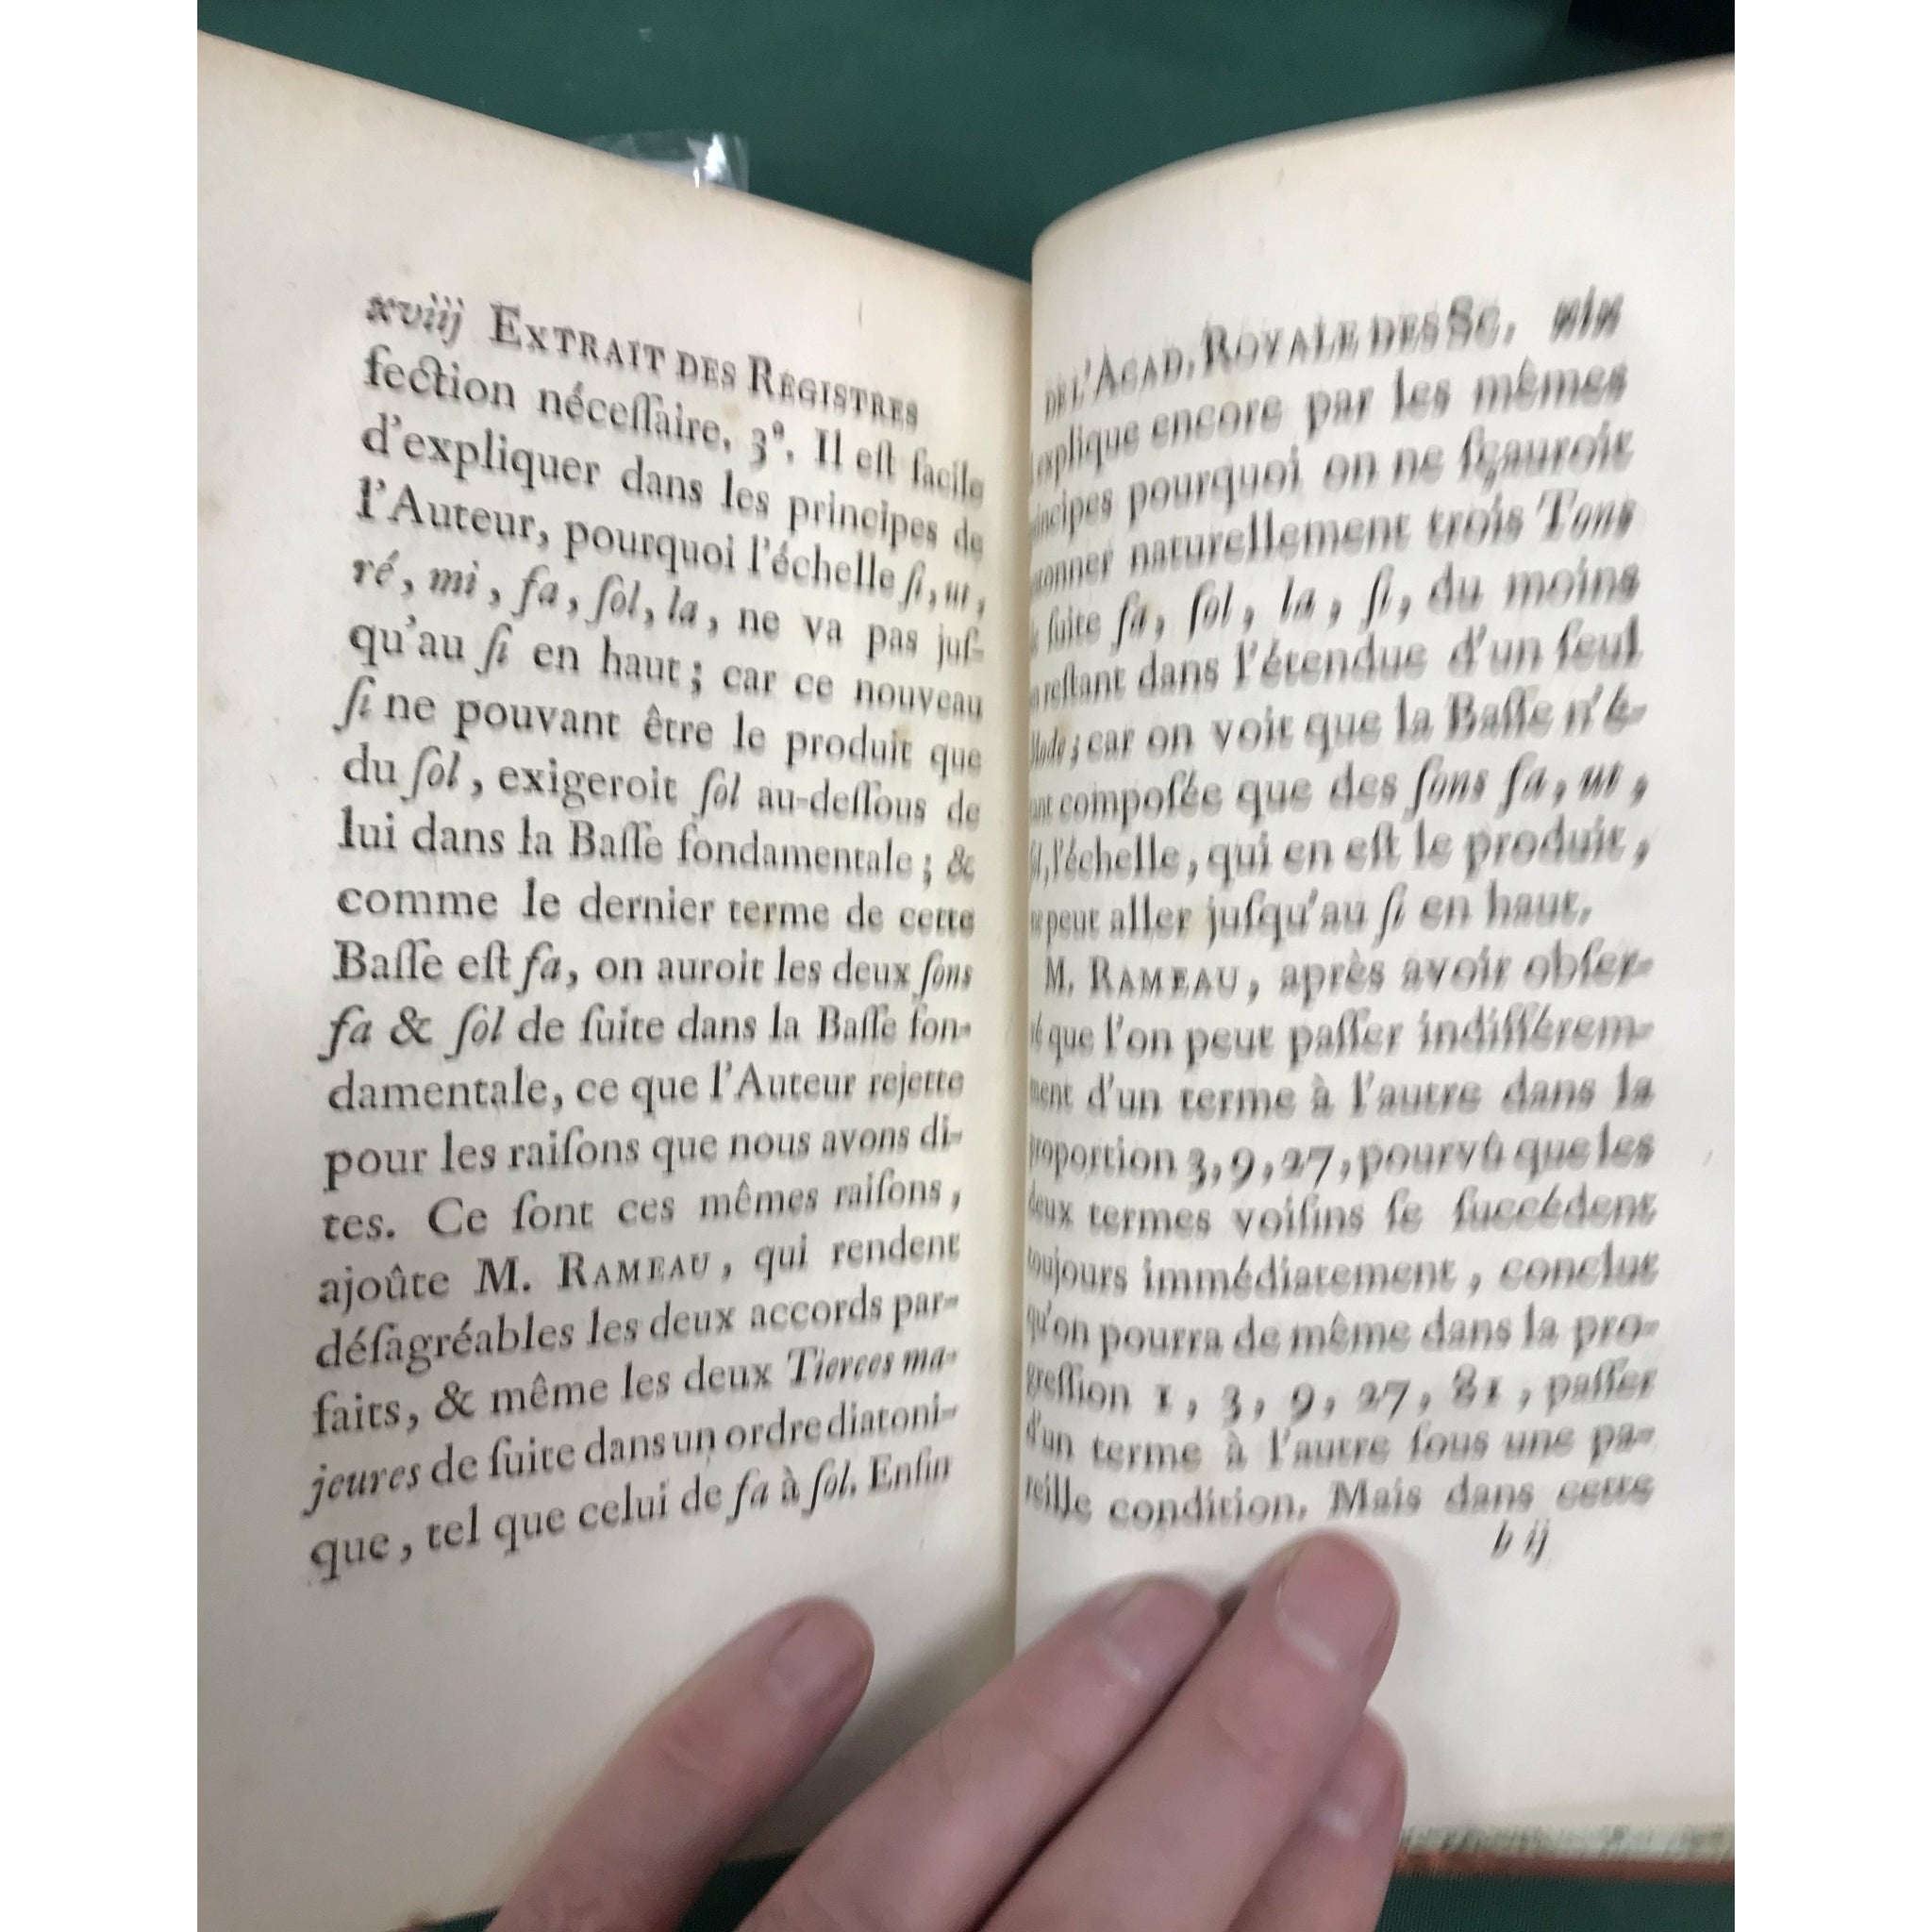 xviij EXTRAIT DES REGISTRES
fection néceſſaire. 3°. Il eſt facile
d'expliquer dans les principes de
l'Auteur, pourquoi l'échelle ſi, ut,
ré, mi, fa, ſol, la, ne va pas juſ-
qu'au ſi en haut; car ce nouveau
ſi ne pouvant être le produit que
du ſol, exigeroit ſol au-deſſous de
lui dans la Baſſe fondamentale; &
comme le dernier terme de cette
Baſſe eſt fa, on auroit les deux ſons
fa & ſol de ſuite dans la Baſſe fon-
damentale, ce que l'Auteur rejette
pour les raiſons que nous avons di-
tes. Ce ſont ces mêmes raiſons,
ajoûte M. RAMEAU, qui rendent
déſagréables les deux accords par-
faits, & même les deux Tierces ma-
jeures de ſuite dans un ordre diatoni-
que, tel que celui de fa à ſol. Enfin
DE L'ACAD. ROYALE DES SC. xix
explique encore par les mêmes
principes pourquoi on ne ſçauroit
entonner naturellement trois Tons
ſuite fa, ſol, la, ſi, du moins
reſtant dans l'étendue d'un ſeul
Mode; car on voit que la Baſſe n'é-
tant compoſée que des ſons fa, ut,
ſol, l'échelle, qui en eſt le produit,
ne peut aller juſqu'au ſi en haut.
M. RAMEAU, après avoir obſer-
vé que l'on peut paſſer indifférem-
ment d'un terme à l'autre dans la
proportion 3, 9, 27, pourvû que les
deux termes voiſins ſe ſuccédent
toujours immédiatement, conclut
qu'on pourra de même dans la pro-
greſſion 1, 3, 9, 27, 81, paſſer
d'un terme à l'autre ſous une pa-
reille condition. Mais dans cette
b ij